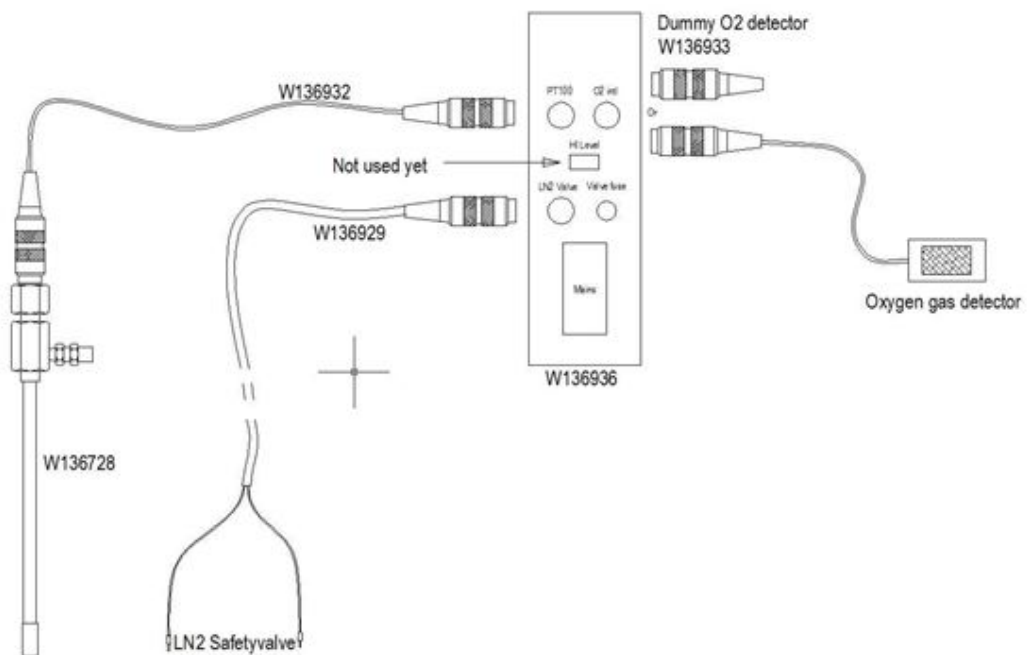 Dummy O2 detector
W136933
W136932
PT100
O2 ind
Or
HI Level
Not used yet
LN2 Valve
Valve fuse
W136929
Mains
Oxygen gas detector
W136936
W136728
LN2 Safetyvalve